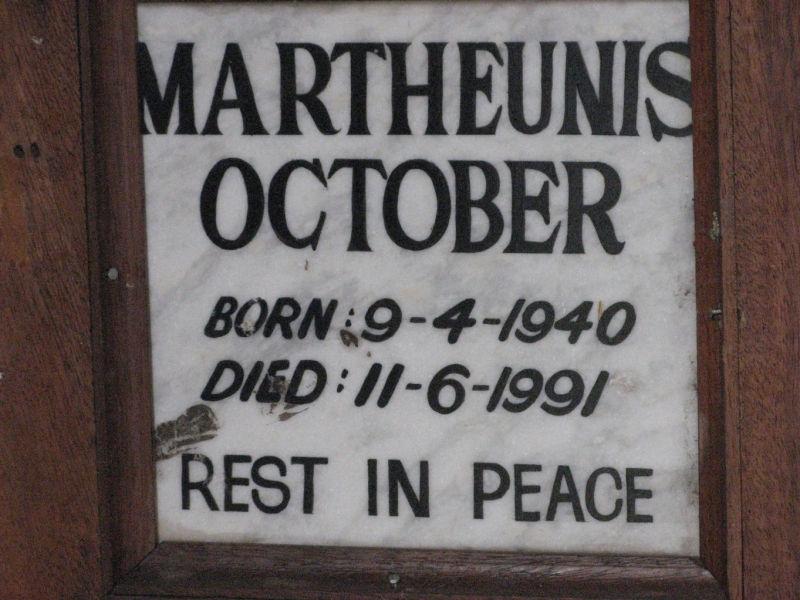 MARTHEUNIS
OCTOBER
BORN: 9-4-1940
DIED: 11-6-1991
REST IN PEACE